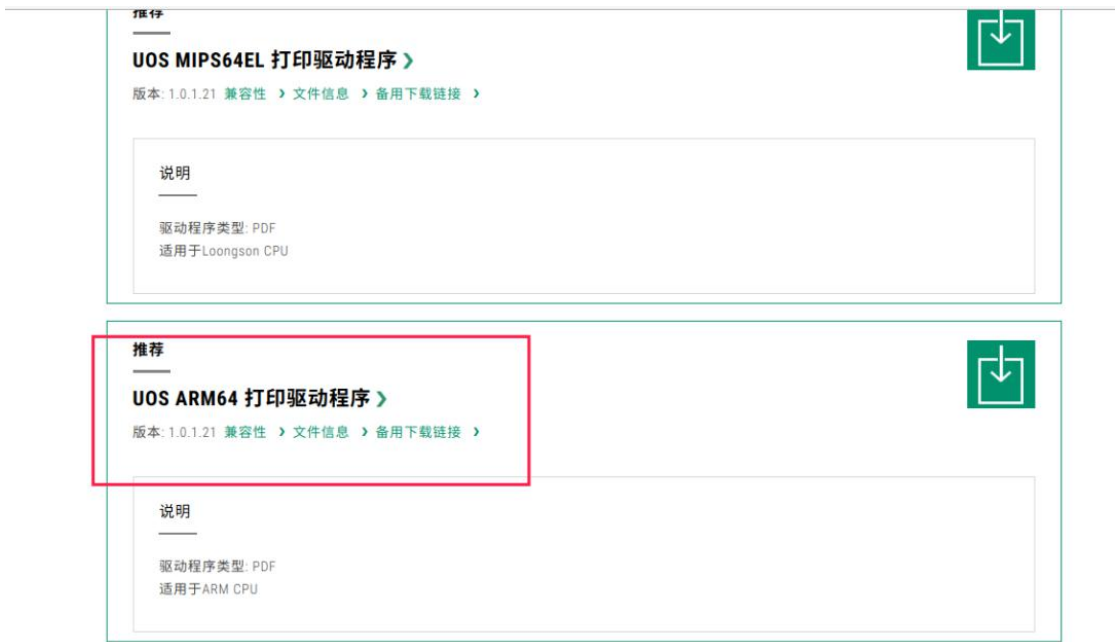 推荐
UOS MIPS64EL 打印驱动程序 ❯
版本: 1.0.1.21 兼容性 ❯ 文件信息 ❯ 备用下载链接 ❯
说明
驱动程序类型: PDF
适用于Loongson CPU
推荐
UOS ARM64 打印驱动程序 ❯
版本: 1.0.1.21 兼容性 ❯ 文件信息 ❯ 备用下载链接 ❯
说明
驱动程序类型: PDF
适用于ARM CPU